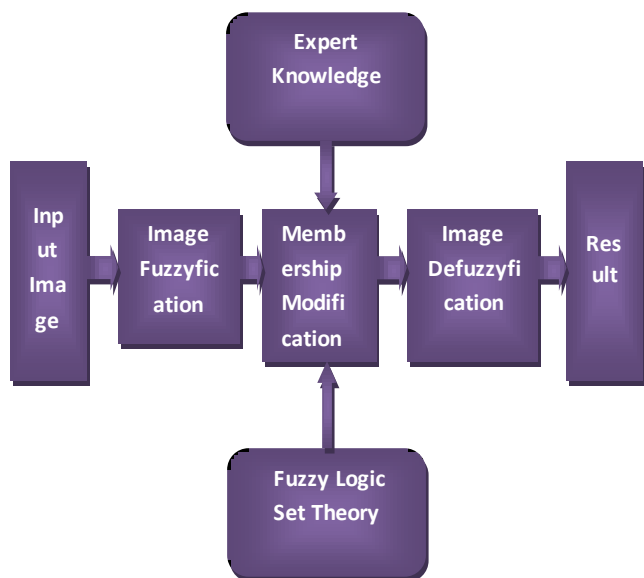 Expert
Knowledge
Inp
ut
Ima
ge
Image
Fuzzyfic
ation
Memb
ership
Modifi
cation
Image
Defuzzyfi
cation
Res
ult
Fuzzy Logic
Set Theory